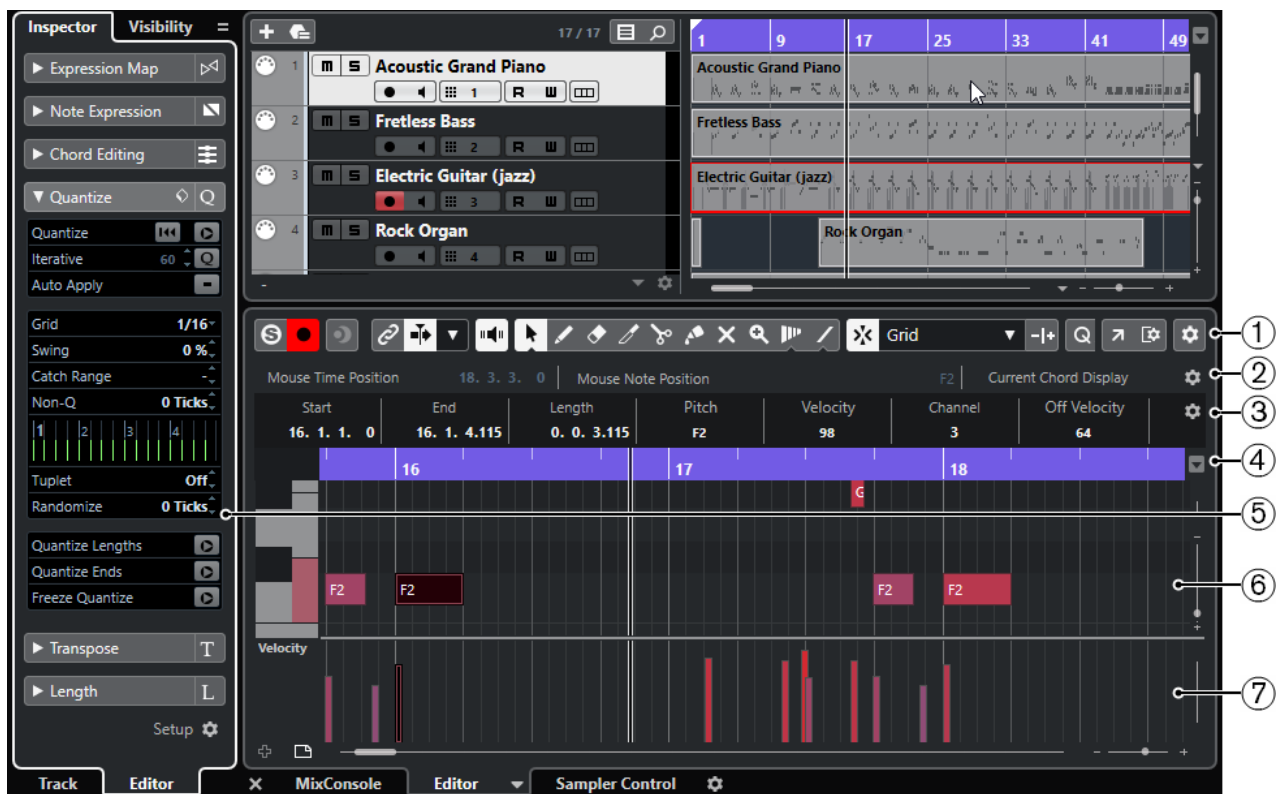 Inspector Visibility
Expression Map
Note Expression
Chord Editing
Quantize Q
Quantize
Iterative 60 Q
Auto Apply
Grid 1/16
Swing 0 %
Catch Range -
Non-Q 0 Ticks
1 2 3 4
Tuplet Off
Randomize 0 Ticks
Quantize Lengths
Quantize Ends
Freeze Quantize
Transpose T
Length L
Setup
Track Editor
17 / 17
1 m S Acoustic Grand Piano
1 R W
2 m S Fretless Bass
2 R W
3 m S Electric Guitar (jazz)
3 R W
4 m S Rock Organ
4 R W
-
1 9 17 25 33 41 49
Acoustic Grand Piano
Fretless Bass
Electric Guitar (jazz)
Rock Organ
S Grid Q
Mouse Time Position 18. 3. 3. 0 Mouse Note Position F2 Current Chord Display
Start End Length Pitch Velocity Channel Off Velocity
16. 1. 1. 0 16. 1. 4.115 0. 0. 3.115 F2 98 3 64
16 17 18
G
F2 F2 F2 F2
Velocity
MixConsole Editor Sampler Control
①
②
③
④
⑤
⑥
⑦